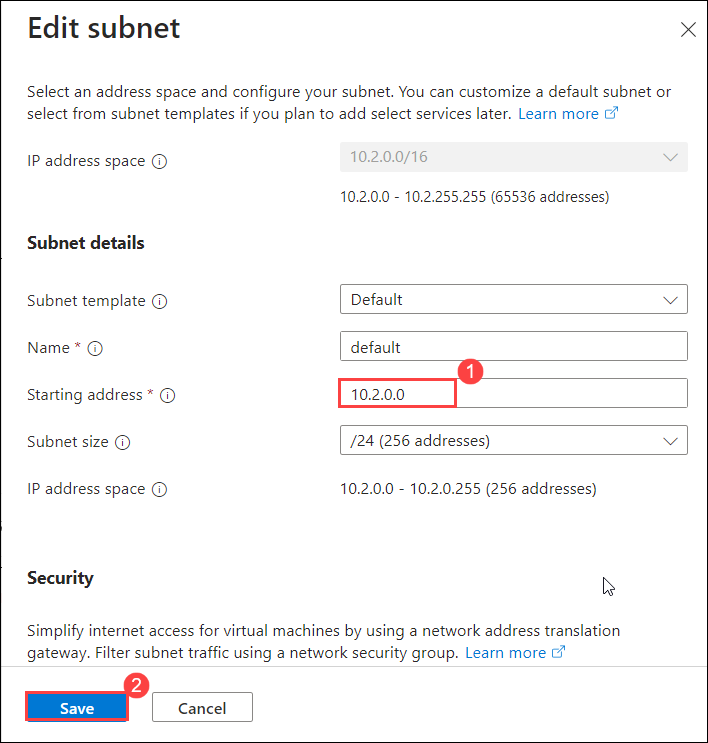 Edit subnet
Select an address space and configure your subnet. You can customize a default subnet or
select from subnet templates if you plan to add select services later. Learn more
IP address space
10.2.0.0/16
10.2.0.0 - 10.2.255.255 (65536 addresses)
Subnet details
Subnet template
Default
Name *
default
1
Starting address *
10.2.0.0
Subnet size
/24 (256 addresses)
IP address space
10.2.0.0 - 10.2.0.255 (256 addresses)
Security
Simplify internet access for virtual machines by using a network address translation
gateway. Filter subnet traffic using a network security group. Learn more
2
Save
Cancel